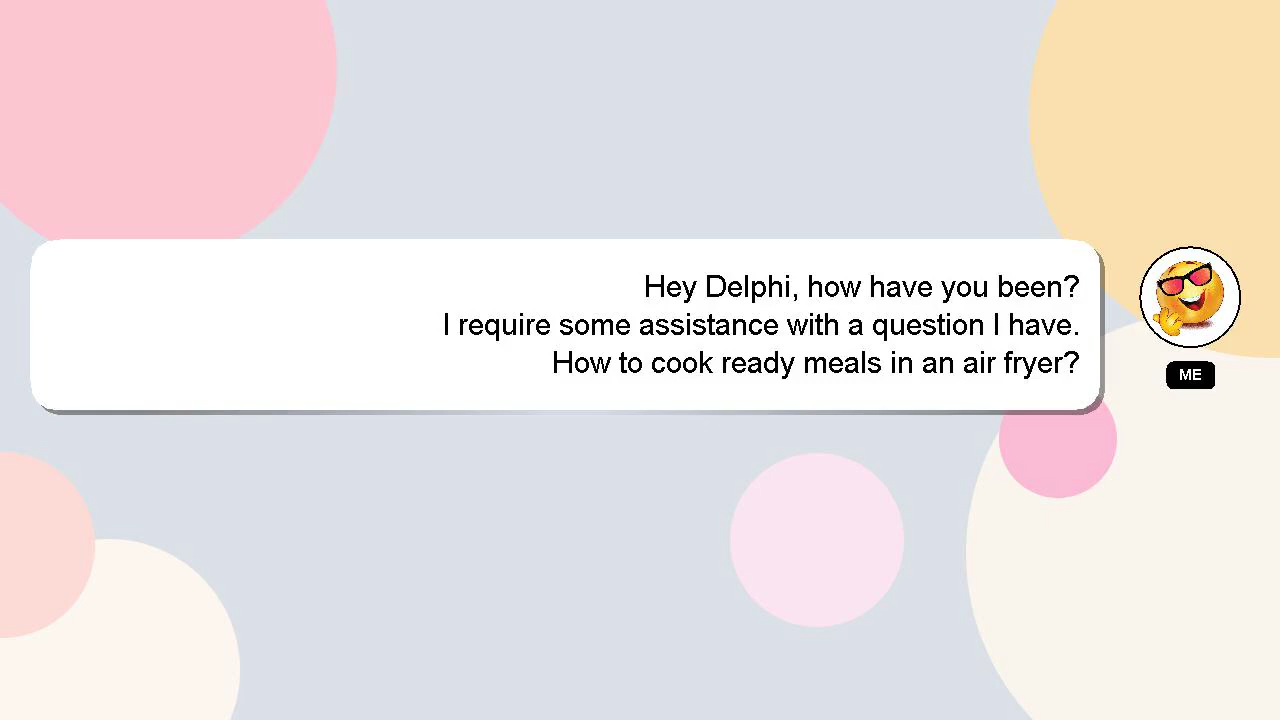 Hey Delphi, how have you been?
I require some assistance with a question I have.
How to cook ready meals in an air fryer?
ME